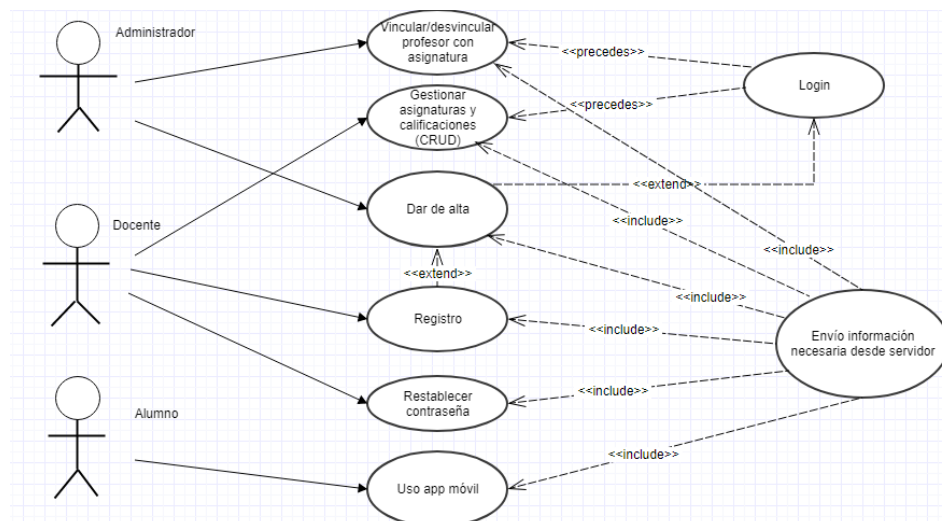 Administrador
Vincular/desvincular
profesor con
asignatura
<<precedes>>
Login
Gestionar
asignaturas y
calificaciones
(CRUD)
<<precedes>>
<<extend>>
Dar de alta
<<include>>
Docente
<<include>>
<<extend>>
<<include>>
Registro
<<include>>
Envío información
necesaria desde servidor
Restablecer
contraseña
<<include>>
Alumno
<<include>>
Uso app móvil